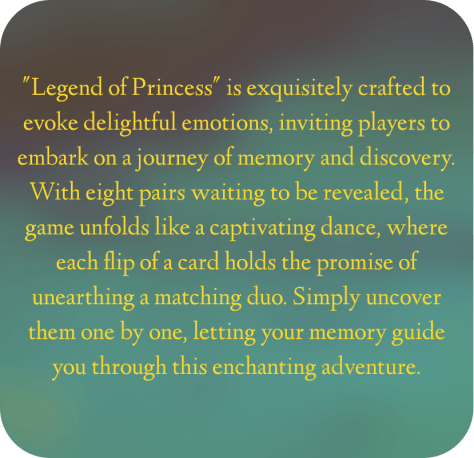 "Legend of Princess" is exquisitely crafted to
evoke delightful emotions, inviting players to
embark on a journey of memory and discovery.
With eight pairs waiting to be revealed, the
game unfolds like a captivating dance, where
each flip of a card holds the promise of
unearthing a matching duo. Simply uncover
them one by one, letting your memory guide
you through this enchanting adventure.